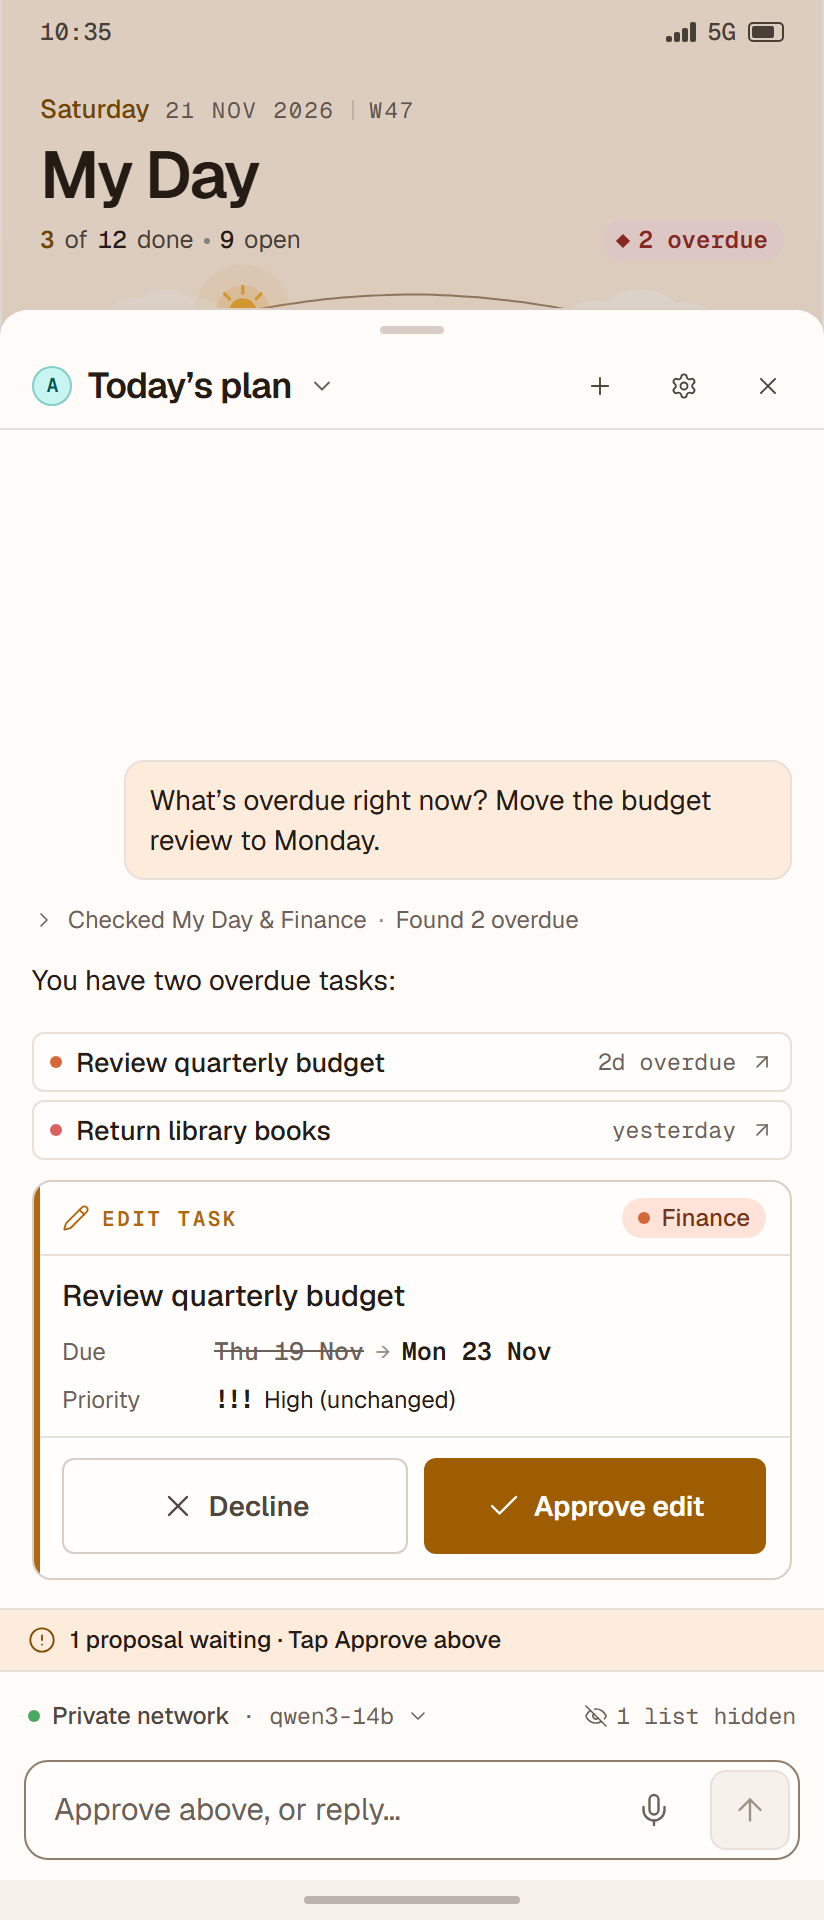 10:35 5G
Saturday 21 NOV 2026 | W47
My Day
3 of 12 done • 9 open ◆ 2 overdue
A Today’s plan
What’s overdue right now? Move the budget
review to Monday.
Checked My Day & Finance · Found 2 overdue
You have two overdue tasks:
Review quarterly budget 2d overdue
Return library books yesterday
EDIT TASK Finance
Review quarterly budget
Due Thu 19 Nov → Mon 23 Nov
Priority !!! High (unchanged)
Decline Approve edit
1 proposal waiting · Tap Approve above
Private network · qwen3-14b 1 list hidden
Approve above, or reply…